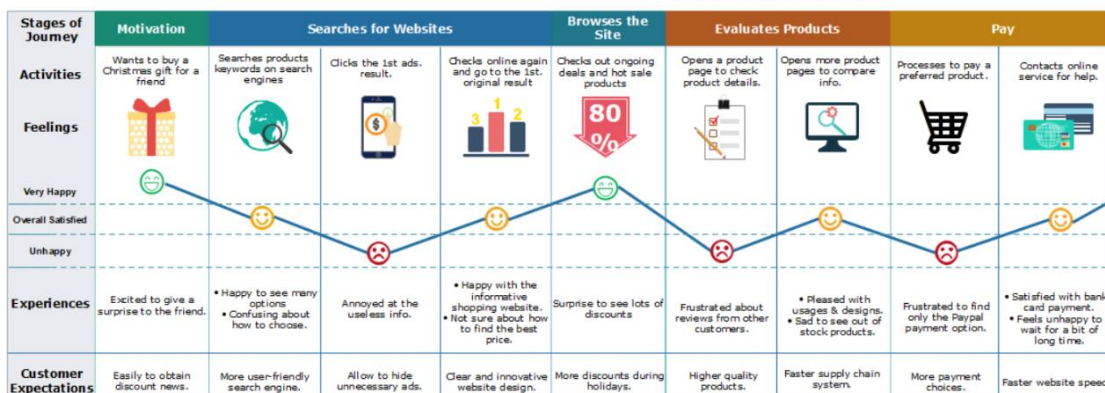 Stages of
Journey
Motivation
Searches for Websites
Browses the
Site
Evaluates Products
Pay
Activities
Wants to buy a
Christmas gift for a
friend
Searches products
keywords on search
engines
Clicks the 1st ads.
result.
Checks online again
and go to the 1st.
original result
Checks out ongoing
deals and hot sale
products
Opens a product
page to check
product details.
Opens more product
pages to compare
info.
Processes to pay a
preferred product.
Contacts online
service for help.
Feelings
3 1 2
80
%
Very Happy
Overall Satisfied
Unhappy
Experiences
Excited to give a
surprise to the friend.
• Happy to see many
options
• Confusing about
how to choose.
Annoyed at the
useless info.
• Happy with the
informative
shopping website.
• Not sure about how
to find the best
price.
Surprise to see lots of
discounts
Frustrated about
reviews from other
customers.
• Pleased with
usages & designs.
• Sad to see out of
stock products.
Frustrated to find
only the Paypal
payment option.
• Satisfied with bank
card payment.
• Feels unhappy to
wait for a bit of
long time.
Customer
Expectations
Easily to obtain
discount news.
More user-friendly
search engine.
Allow to hide
unnecessary ads.
Clear and innovative
website design.
More discounts during
holidays.
Higher quality
products.
Faster supply chain
system.
More payment
choices.
Faster website speed